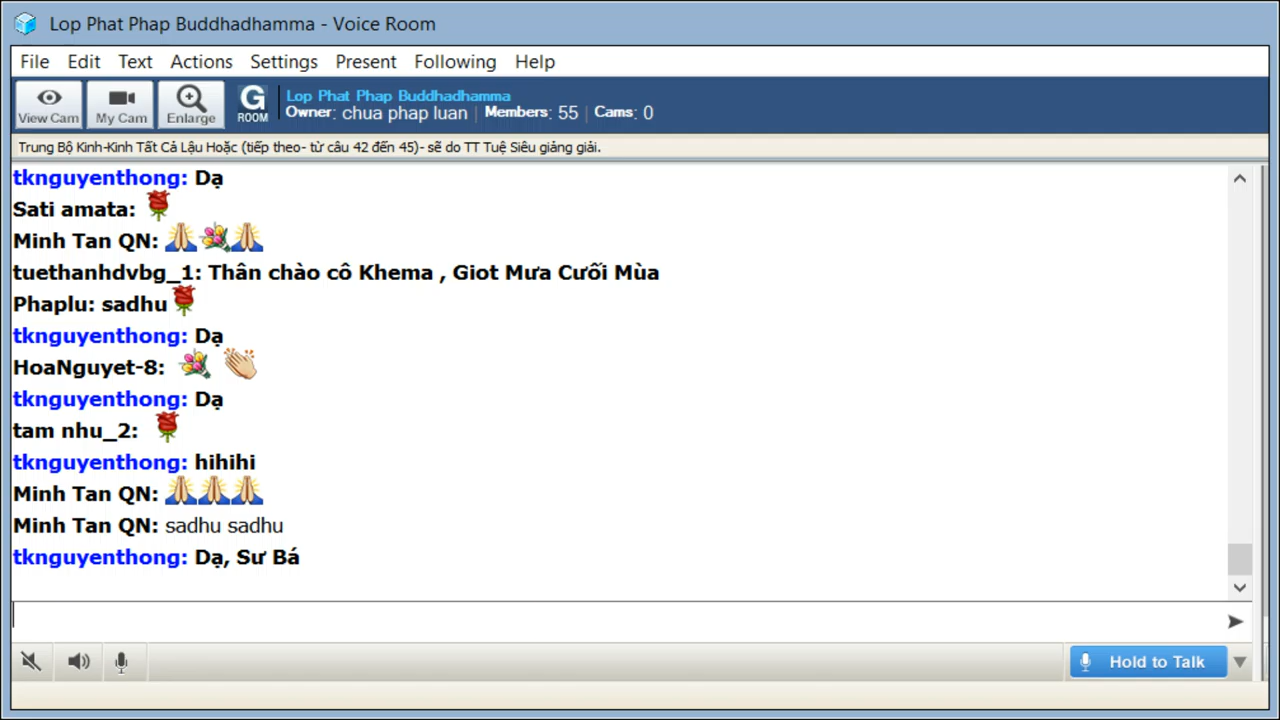 Lop Phat Phap Buddhadhamma - Voice Room
File Edit Text Actions Settings Present Following Help
View Cam My Cam Enlarge G ROOM Lop Phat Phap Buddhadhamma
Owner: chua phap luan | Members: 55 | Cams: 0
Trung Bộ Kinh-Kinh Tất Cả Lậu Hoặc (tiếp theo- từ câu 42 đến 45)- sẽ do TT Tuệ Siêu giảng giải.
tknguyenthong: Dạ
Sati amata:
Minh Tan QN:
tuethanhdvbg_1: Thân chào cô Khema , Giot Mưa Cưối Mùa
Phaplu: sadhu
tknguyenthong: Dạ
HoaNguyet-8:
tknguyenthong: Dạ
tam nhu_2:
tknguyenthong: hihihi
Minh Tan QN:
Minh Tan QN: sadhu sadhu
tknguyenthong: Dạ, Sư Bá
Hold to Talk